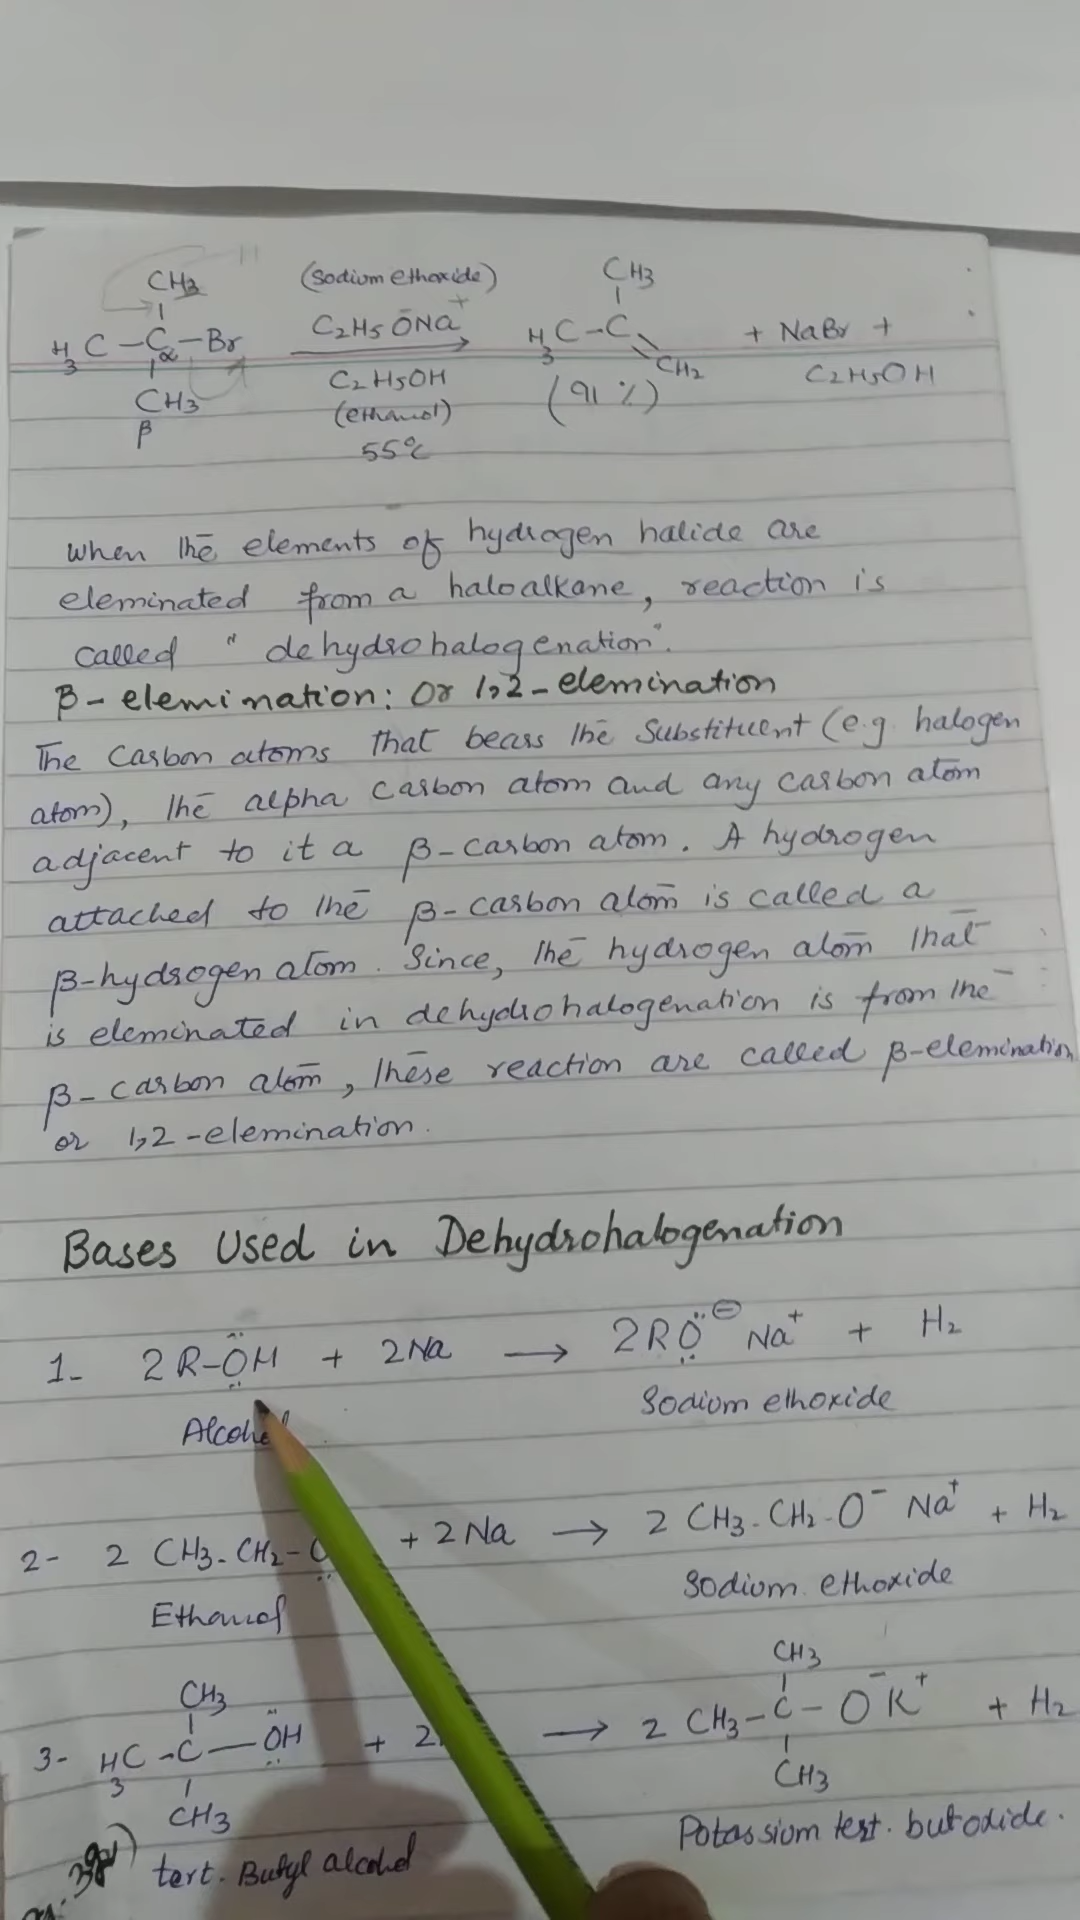 CH3 (Sodium ethoxide) CH3
H3C-Cα-Br C2H5ŌNa+ H3C-C=CH2 + NaBr +
CH3 C2H5OH (91%) C2H5OH
β (ethanol)
55°C
When the elements of hydrogen halide are
eleminated from a haloalkane, reaction is
called "dehydrohalogenation".
β-elemination: Or 1,2-elemination
The Carbon atoms that bears the Substituent (e.g. halogen
atom), the alpha carbon atom and any carbon atom
adjacent to it a β-carbon atom. A hydrogen
attached to the β-carbon atom is called a
β-hydrogen atom. Since, the hydrogen atom that
is eleminated in dehydrohalogenation is from the
β-carbon atom, these reaction are called β-elemination
or 1,2-elemination.
Bases Used in Dehydrohalogenation
1- 2R-ÖH + 2Na → 2RÖ⊖ Na+ + H2
Alcohol Sodium ethoxide
2- 2 CH3-CH2- + 2Na → 2 CH3-CH2-O- Na+ + H2
Ethanol Sodium ethoxide
CH3 CH3
3- H3C-C-ÖH + 2 → 2 CH3-C-O-K+ + H2
CH3 CH3
tert. Butyl alcohol Potassium tert. butoxide.